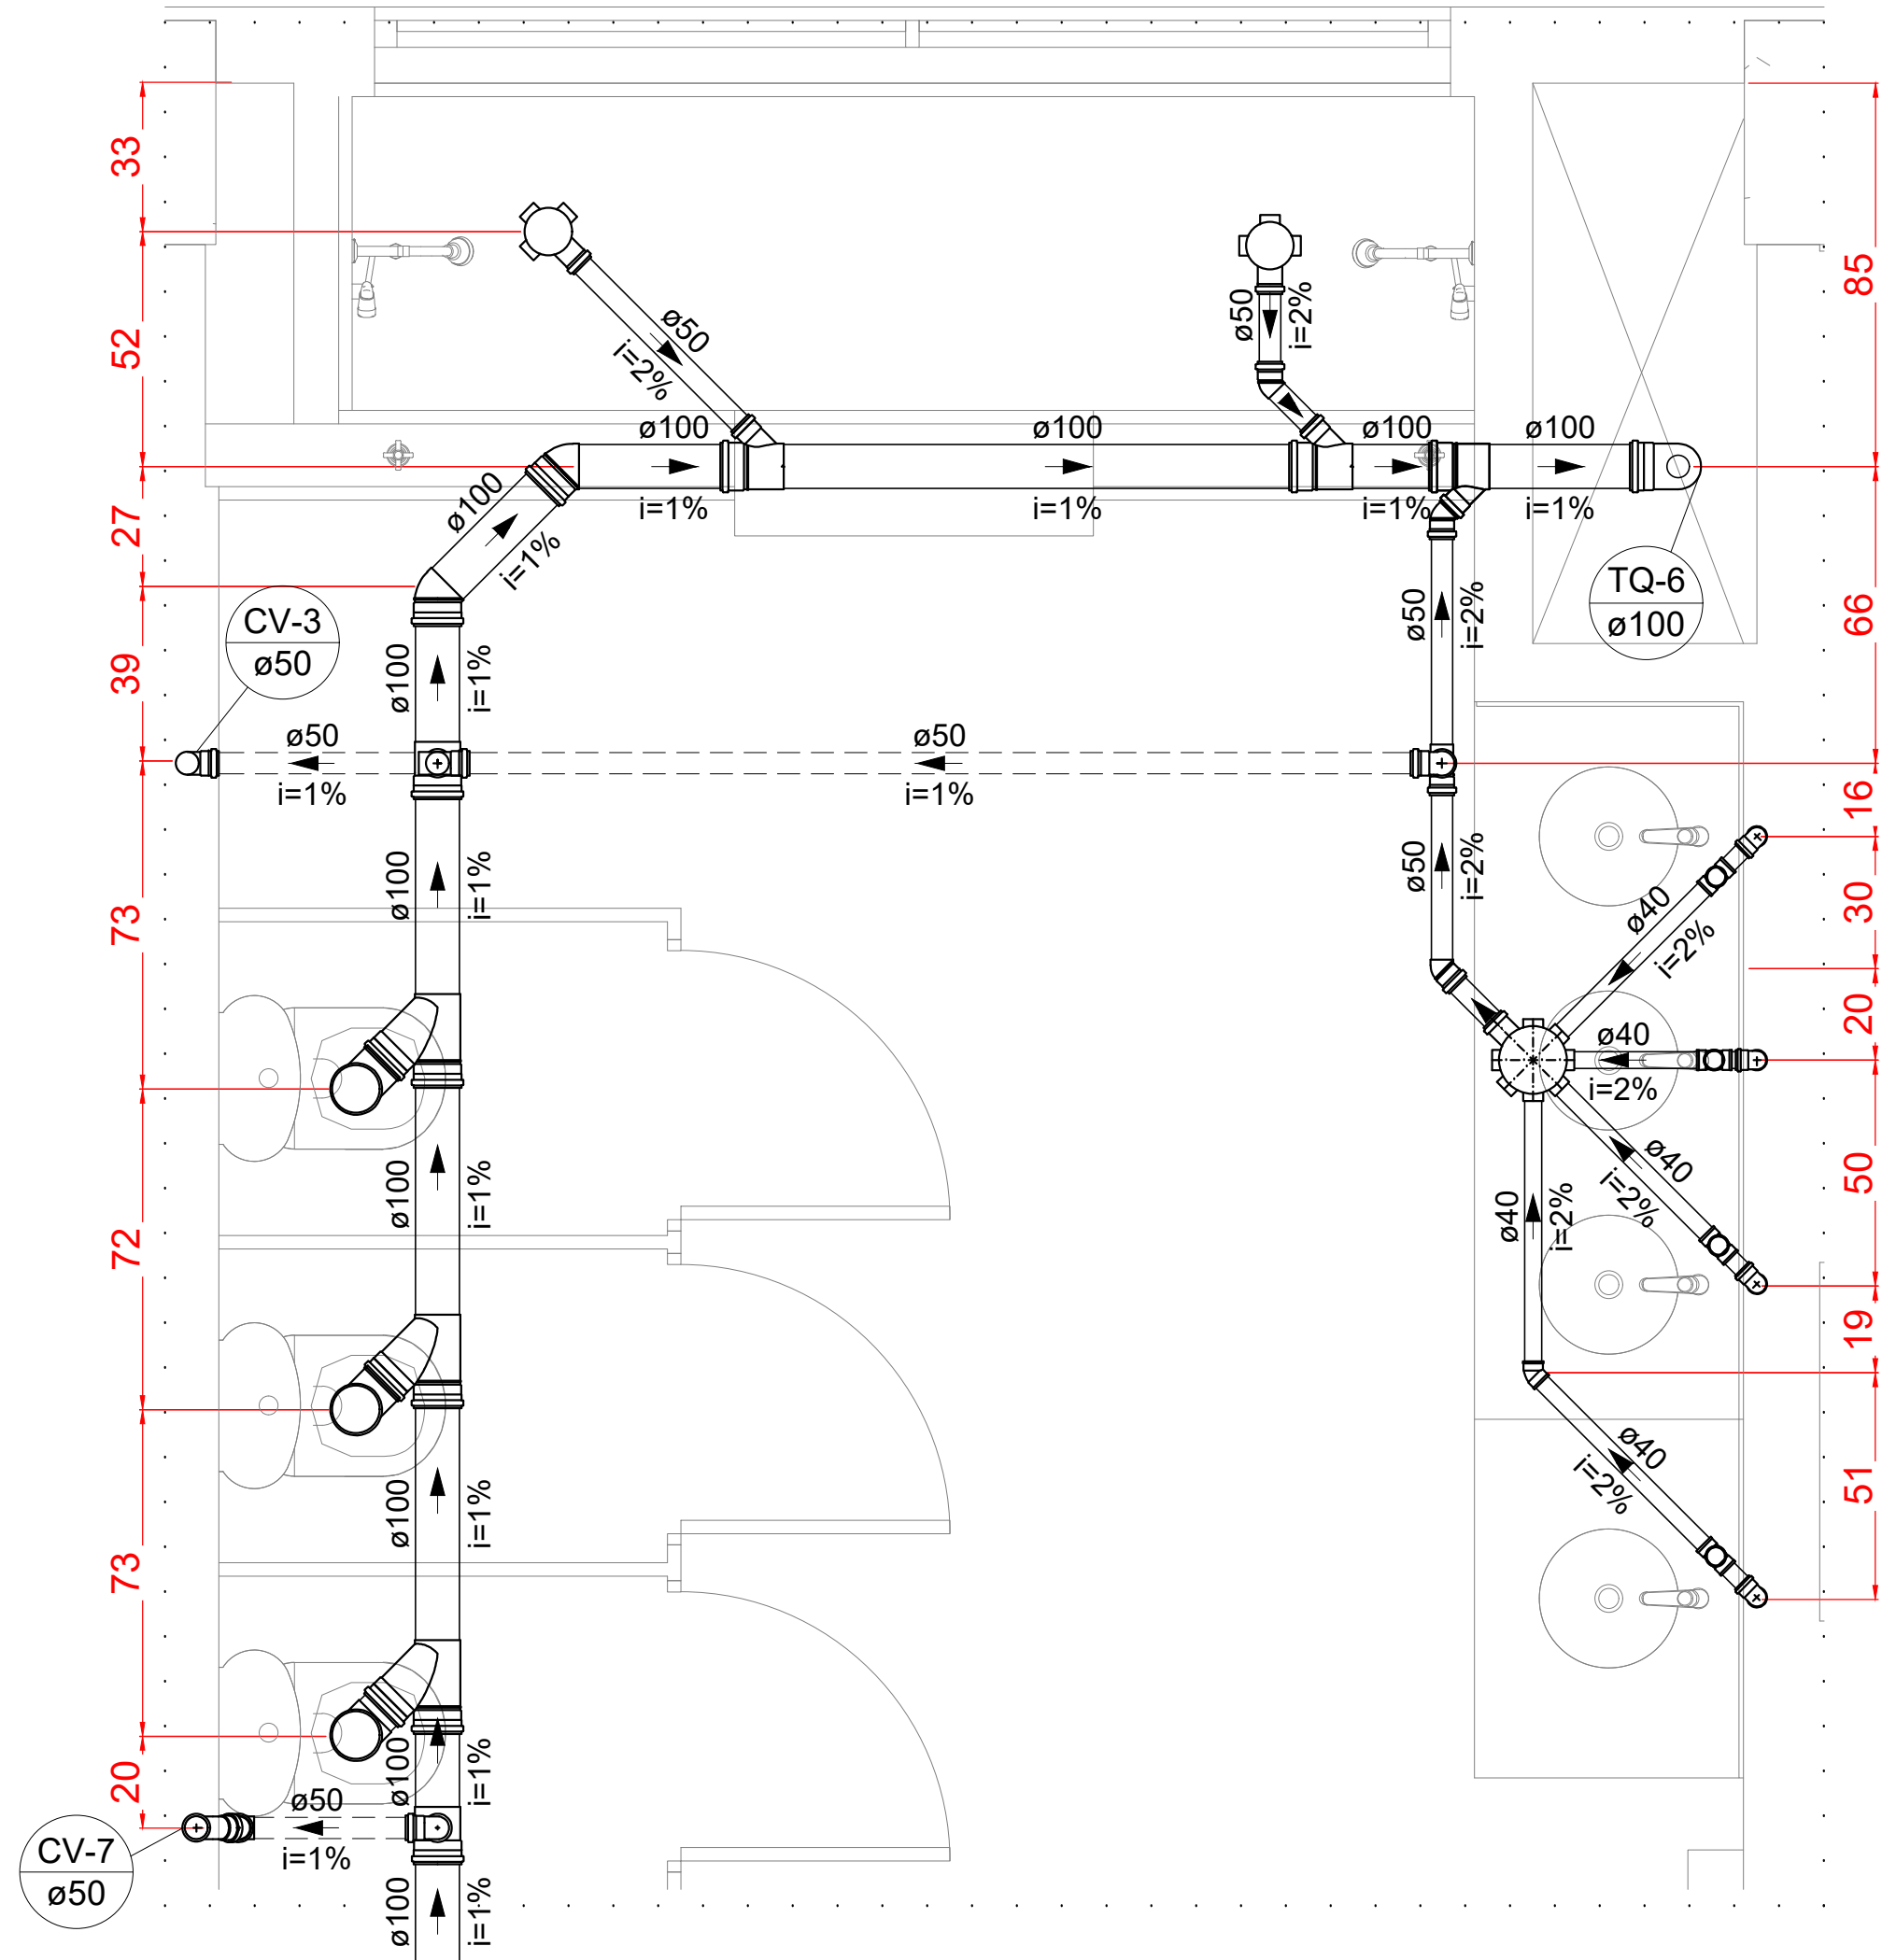 33
52
27
39
73
72
73
20
85
66
16
30
20
50
19
51
ø50
i=2%
ø50
i=2%
ø100
i=1%
ø100
i=1%
ø100
i=1%
ø100
i=1%
ø100
i=1%
TQ-6
ø100
CV-3
ø50
ø100
i=1%
ø50
i=2%
ø50
i=1%
ø50
i=1%
ø100
i=1%
ø50
i=2%
ø40
i=2%
ø40
i=2%
ø40
i=2%
ø40
i=2%
ø100
i=1%
ø40
i=2%
ø100
i=1%
ø100
i=1%
ø50
i=1%
CV-7
ø50
ø100
i=1%